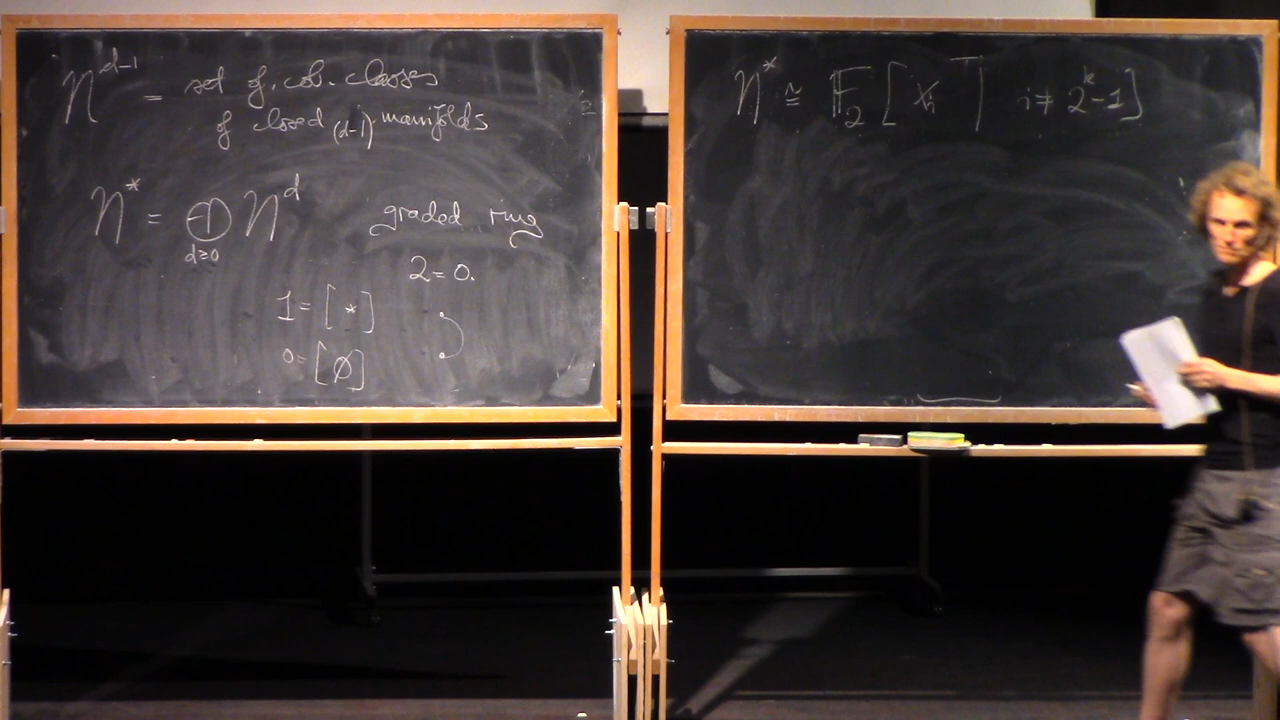 𝒩^{d-1} = set of cob. classes
of closed (d-1) manifolds
𝒩^* = ⊕_{d≥0} 𝒩^d graded ring
2=0.
1 = [*]
0=[∅]
𝒩^* ≅ 𝔽_2 [x_i | i ≠ 2^k-1]